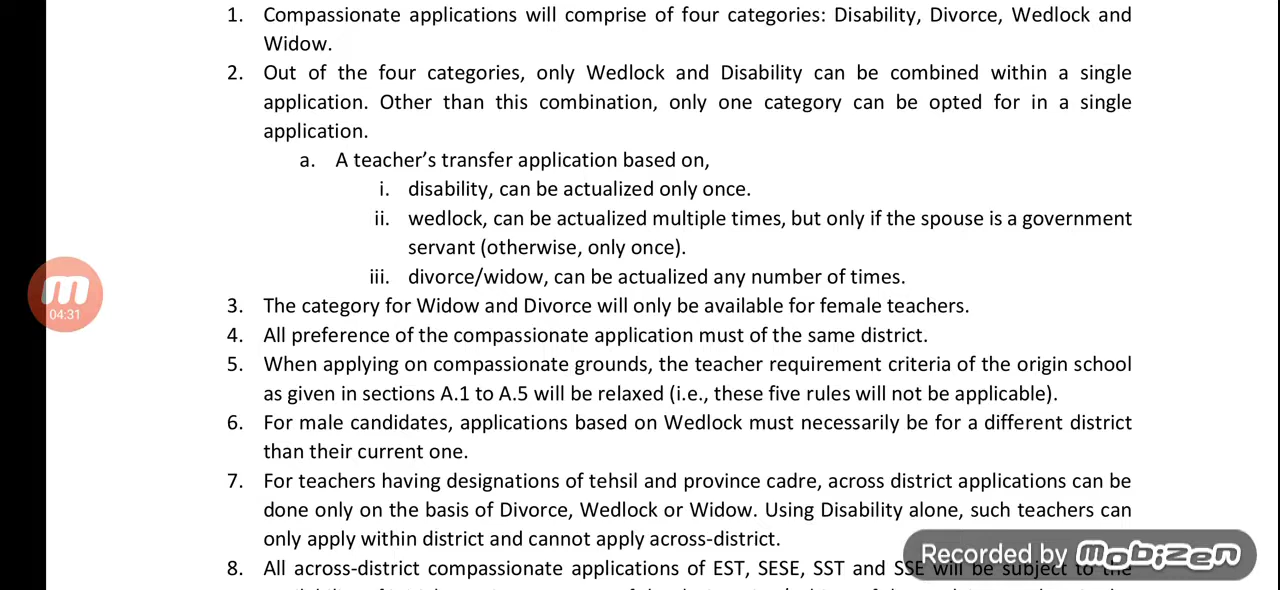 1. Compassionate applications will comprise of four categories: Disability, Divorce, Wedlock and
Widow.
2. Out of the four categories, only Wedlock and Disability can be combined within a single
application. Other than this combination, only one category can be opted for in a single
application.
a. A teacher's transfer application based on,
i. disability, can be actualized only once.
ii. wedlock, can be actualized multiple times, but only if the spouse is a government
servant (otherwise, only once).
iii. divorce/widow, can be actualized any number of times.
3. The category for Widow and Divorce will only be available for female teachers.
4. All preference of the compassionate application must of the same district.
5. When applying on compassionate grounds, the teacher requirement criteria of the origin school
as given in sections A.1 to A.5 will be relaxed (i.e., these five rules will not be applicable).
6. For male candidates, applications based on Wedlock must necessarily be for a different district
than their current one.
7. For teachers having designations of tehsil and province cadre, across district applications can be
done only on the basis of Divorce, Wedlock or Widow. Using Disability alone, such teachers can
only apply within district and cannot apply across-district.
8. All across-district compassionate applications of EST, SESE, SST and SSE will be subject to the
04:31
Recorded by Mobizen